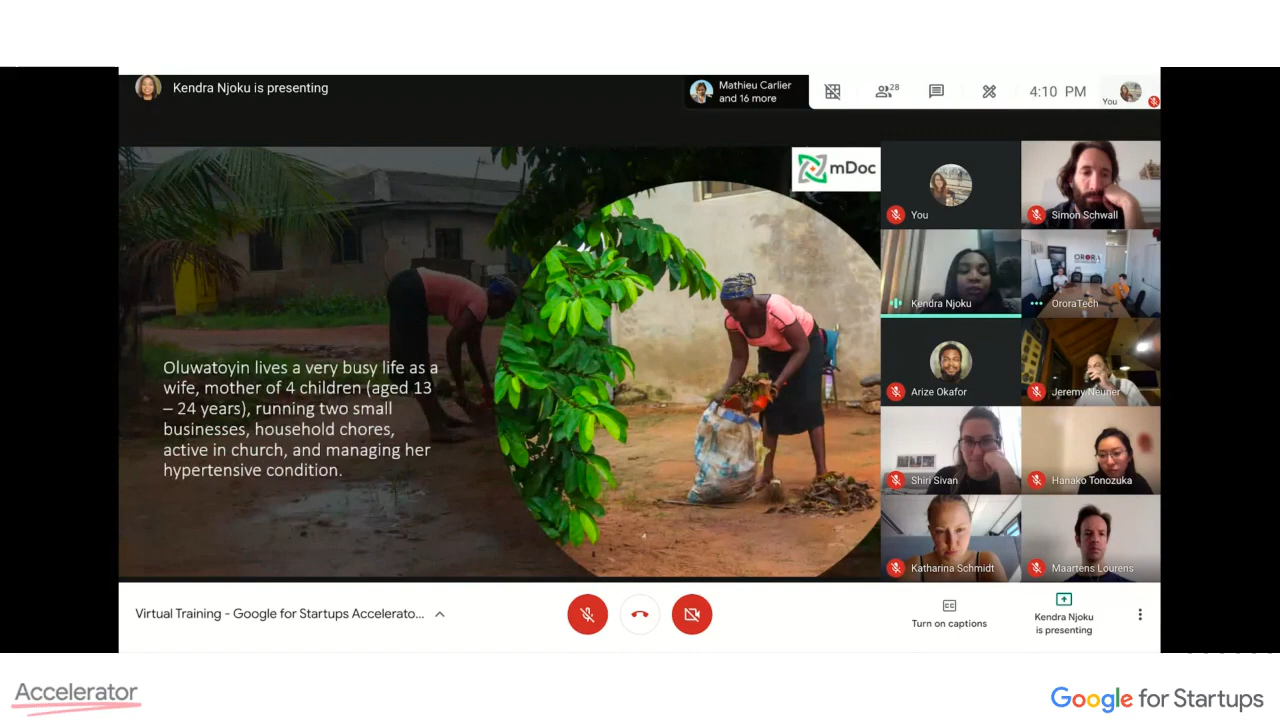 Kendra Njoku is presenting
Mathieu Carlier
and 16 more
28
4:10 PM
You
mDoc
You
Simon Schwall
Kendra Njoku
ORORA
OroraTech
Arize Okafor
Jeremy Neuner
Shiri Sivan
Hanako Tonozuka
Katharina Schmidt
Maartens Lourens
Oluwatoyin lives a very busy life as a
wife, mother of 4 children (aged 13
– 24 years), running two small
businesses, household chores,
active in church, and managing her
hypertensive condition.
Virtual Training - Google for Startups Accelerato...
CC
Turn on captions
Kendra Njoku
is presenting
Accelerator
Google for Startups